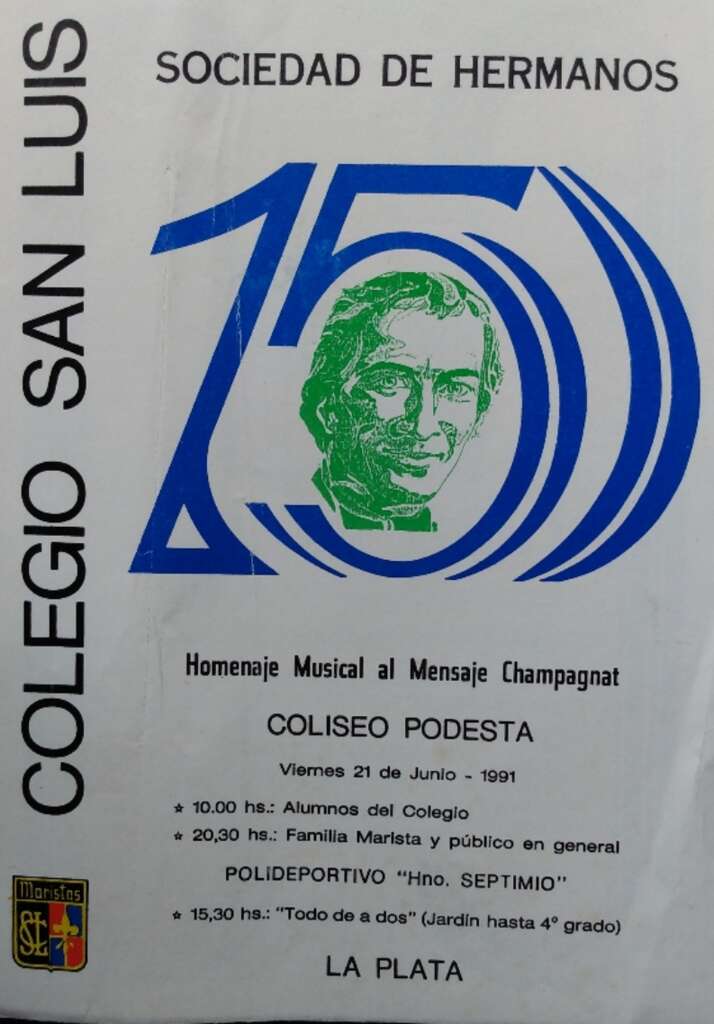 COLEGIO SAN LUIS
SOCIEDAD DE HERMANOS
150
Homenaje Musical al Mensaje Champagnat
COLISEO PODESTA
Viernes 21 de Junio - 1991
☆ 10.00 hs.: Alumnos del Colegio
☆ 20,30 hs.: Familia Marista y público en general
POLIDEPORTIVO "Hno. SEPTIMIO"
☆ 15,30 hs.: "Todo de a dos" (Jardín hasta 4º grado)
LA PLATA
Maristas
SL